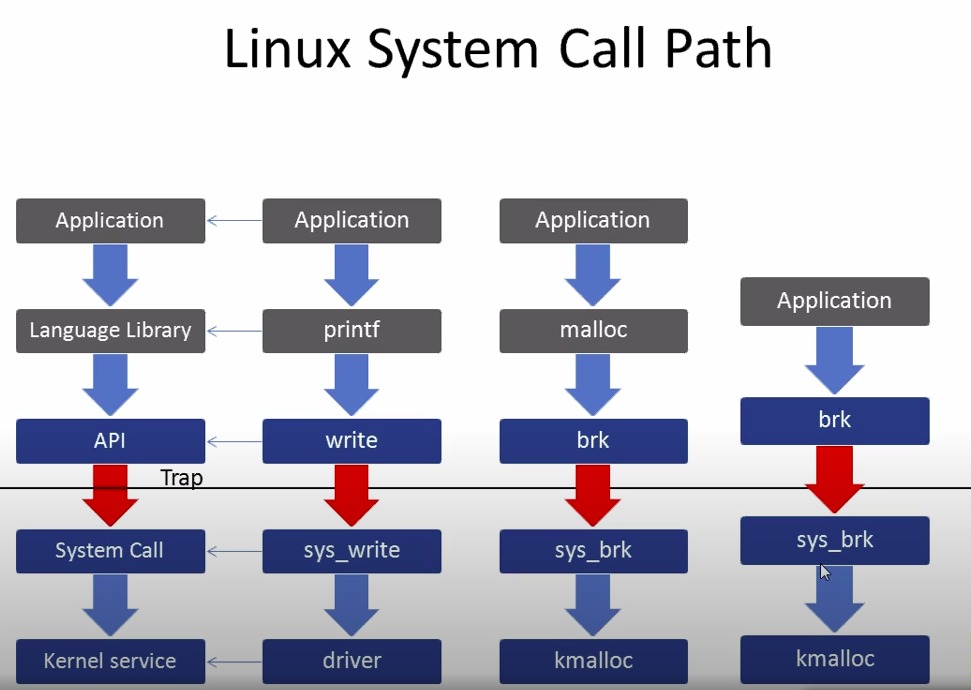 Linux System Call Path
Application
Application
Application
Application
Language Library
printf
malloc
brk
API
write
brk
Trap
System Call
sys_write
sys_brk
sys_brk
Kernel service
driver
kmalloc
kmalloc